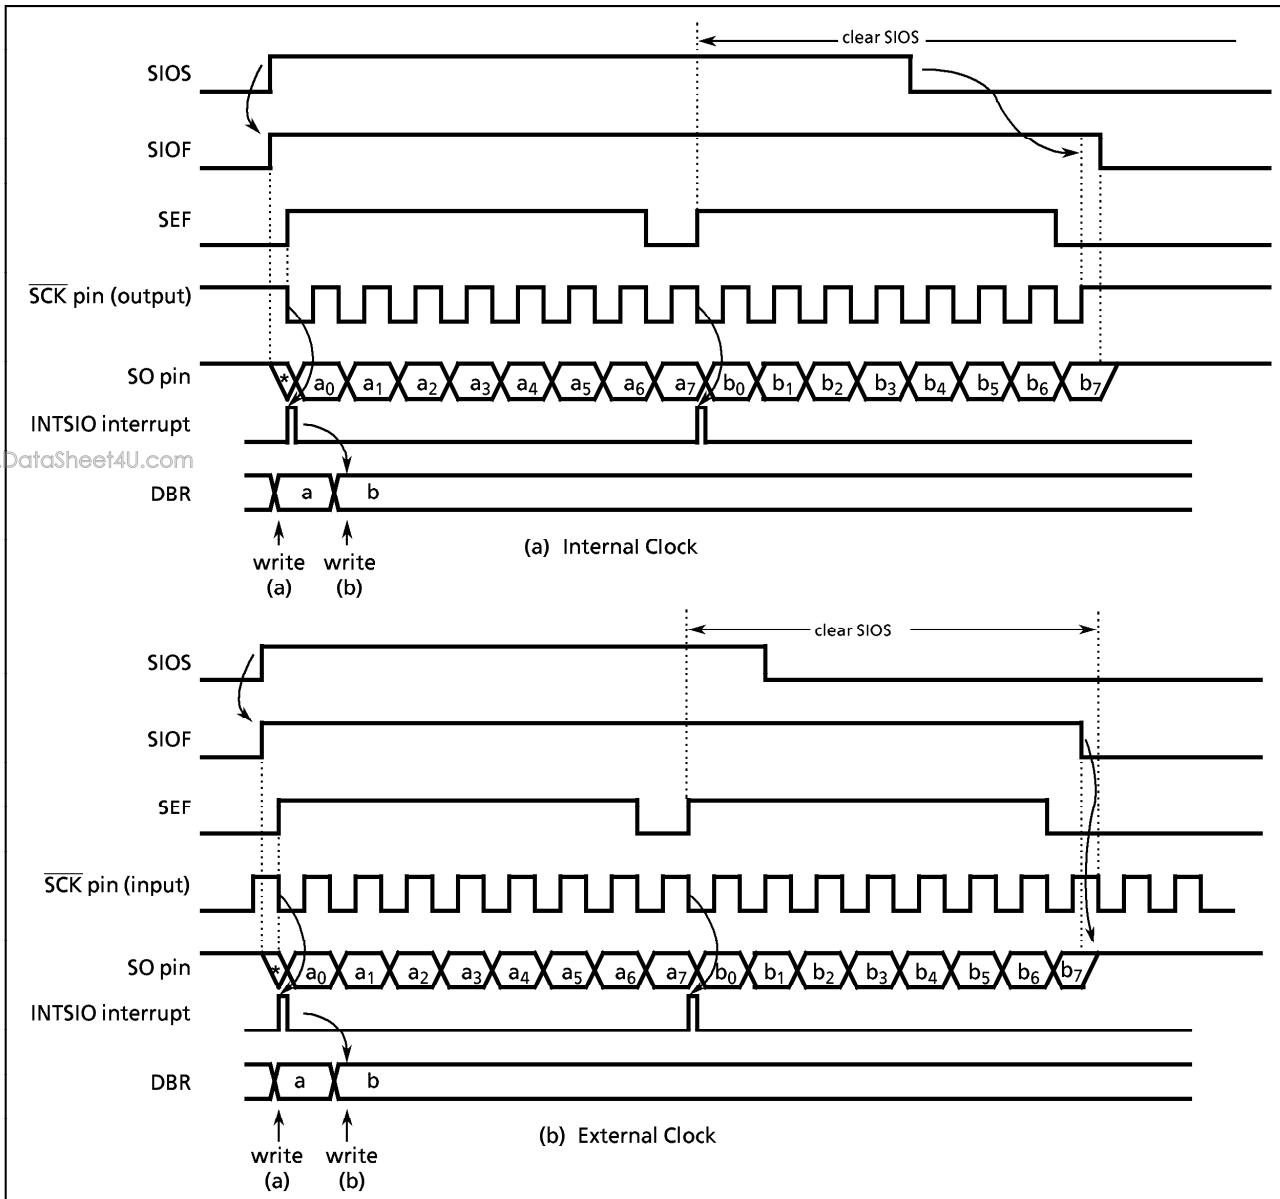 clear SIOS
SIOS
SIOF
SEF
S̅C̅K̅ pin (output)
SO pin
* a₀ a₁ a₂ a₃ a₄ a₅ a₆ a₇ b₀ b₁ b₂ b₃ b₄ b₅ b₆ b₇
INTSIO interrupt
DataSheet4U.com
DBR a b
write (a)
write (b)
(a) Internal Clock
clear SIOS
SIOS
SIOF
SEF
S̅C̅K̅ pin (input)
SO pin
* a₀ a₁ a₂ a₃ a₄ a₅ a₆ a₇ b₀ b₁ b₂ b₃ b₄ b₅ b₆ b₇
INTSIO interrupt
DBR a b
write (a)
write (b)
(b) External Clock